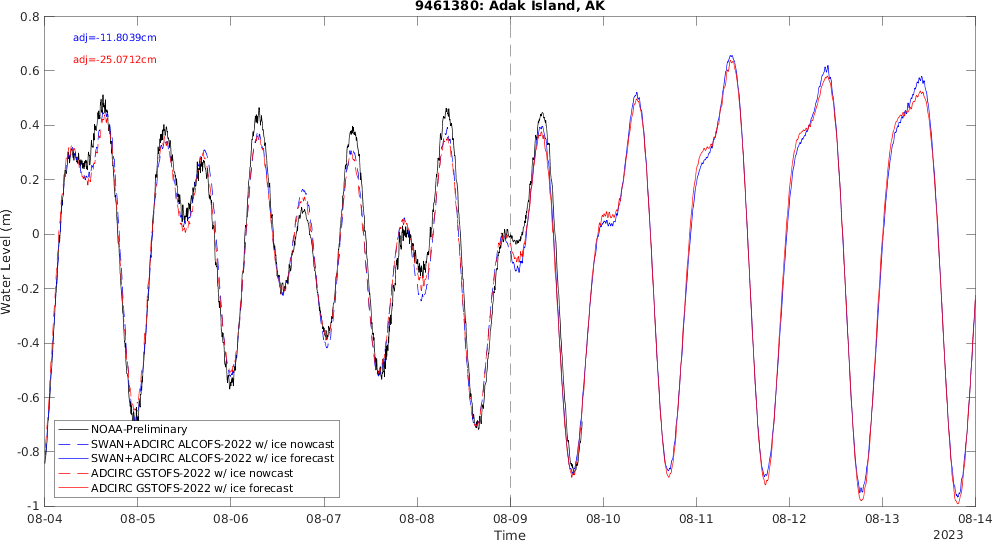 9461380: Adak Island, AK
adj=-11.8039cm
adj=-25.0712cm
Water Level (m)
0.8
0.6
0.4
0.2
0
-0.2
-0.4
-0.6
-0.8
-1
NOAA-Preliminary
SWAN+ADCIRC ALCOFS-2022 w/ ice nowcast
SWAN+ADCIRC ALCOFS-2022 w/ ice forecast
ADCIRC GSTOFS-2022 w/ ice nowcast
ADCIRC GSTOFS-2022 w/ ice forecast
08-04 08-05 08-06 08-07 08-08 08-09 08-10 08-11 08-12 08-13 08-14
Time
2023